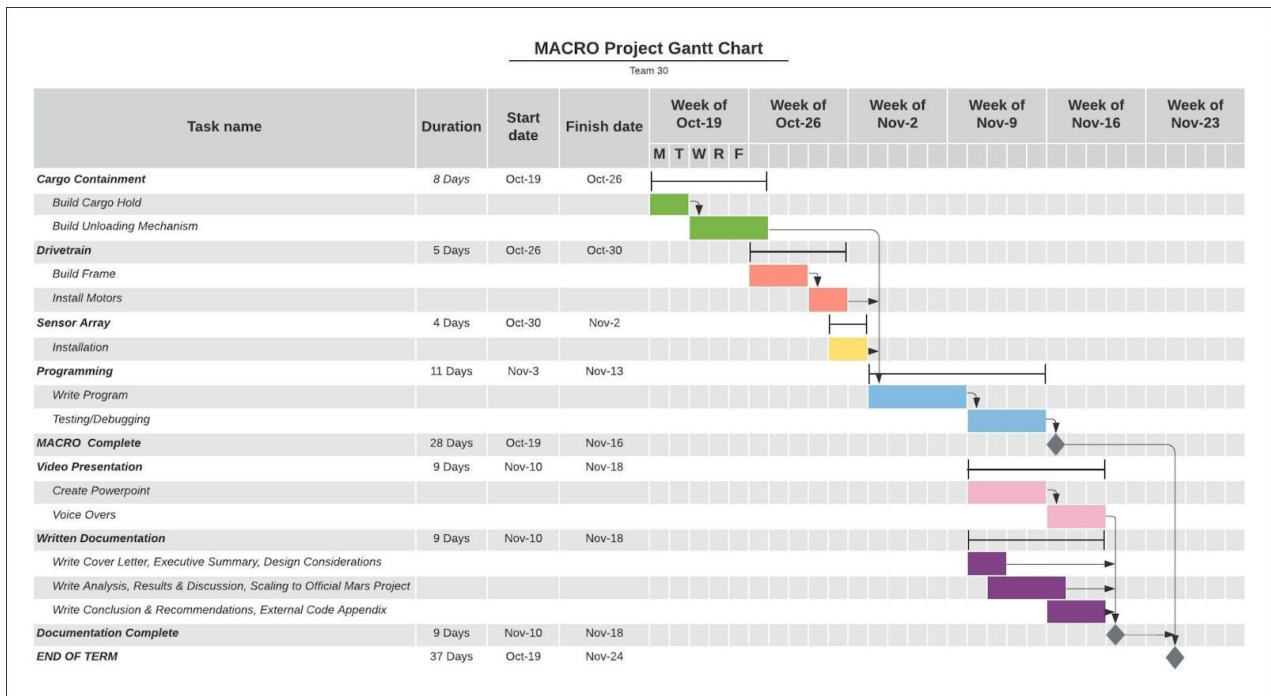 MACRO Project Gantt Chart
Team 30
Task name Duration Start date Finish date Week of Oct-19 Week of Oct-26 Week of Nov-2 Week of Nov-9 Week of Nov-16 Week of Nov-23
M T W R F
Cargo Containment 8 Days Oct-19 Oct-26
Build Cargo Hold
Build Unloading Mechanism
Drivetrain 5 Days Oct-26 Oct-30
Build Frame
Install Motors
Sensor Array 4 Days Oct-30 Nov-2
Installation
Programming 11 Days Nov-3 Nov-13
Write Program
Testing/Debugging
MACRO Complete 28 Days Oct-19 Nov-16
Video Presentation 9 Days Nov-10 Nov-18
Create Powerpoint
Voice Overs
Written Documentation 9 Days Nov-10 Nov-18
Write Cover Letter, Executive Summary, Design Considerations
Write Analysis, Results & Discussion, Scaling to Official Mars Project
Write Conclusion & Recommendations, External Code Appendix
Documentation Complete 9 Days Nov-10 Nov-18
END OF TERM 37 Days Oct-19 Nov-24